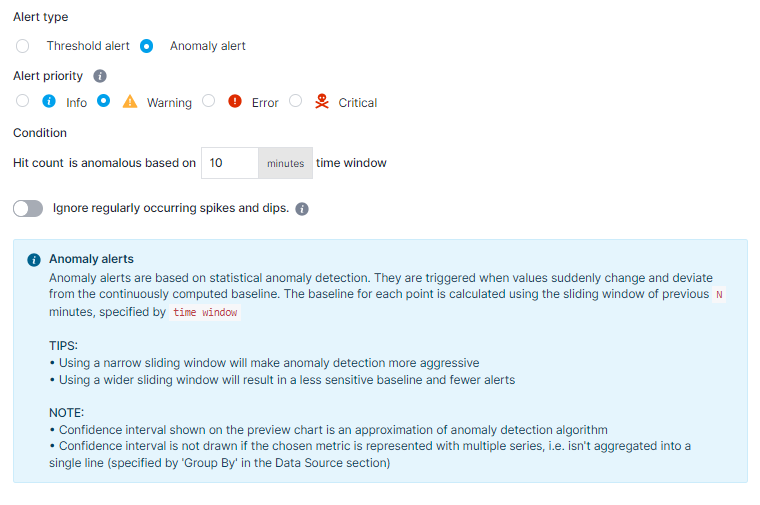 Alert type
Threshold alert Anomaly alert
Alert priority i
i Info Warning ! Error Critical
Condition
Hit count is anomalous based on 10 minutes time window
Ignore regularly occurring spikes and dips. i
i Anomaly alerts
Anomaly alerts are based on statistical anomaly detection. They are triggered when values suddenly change and deviate
from the continuously computed baseline. The baseline for each point is calculated using the sliding window of previous N
minutes, specified by time window
TIPS:
• Using a narrow sliding window will make anomaly detection more aggressive
• Using a wider sliding window will result in a less sensitive baseline and fewer alerts
NOTE:
• Confidence interval shown on the preview chart is an approximation of anomaly detection algorithm
• Confidence interval is not drawn if the chosen metric is represented with multiple series, i.e. isn't aggregated into a
single line (specified by 'Group By' in the Data Source section)